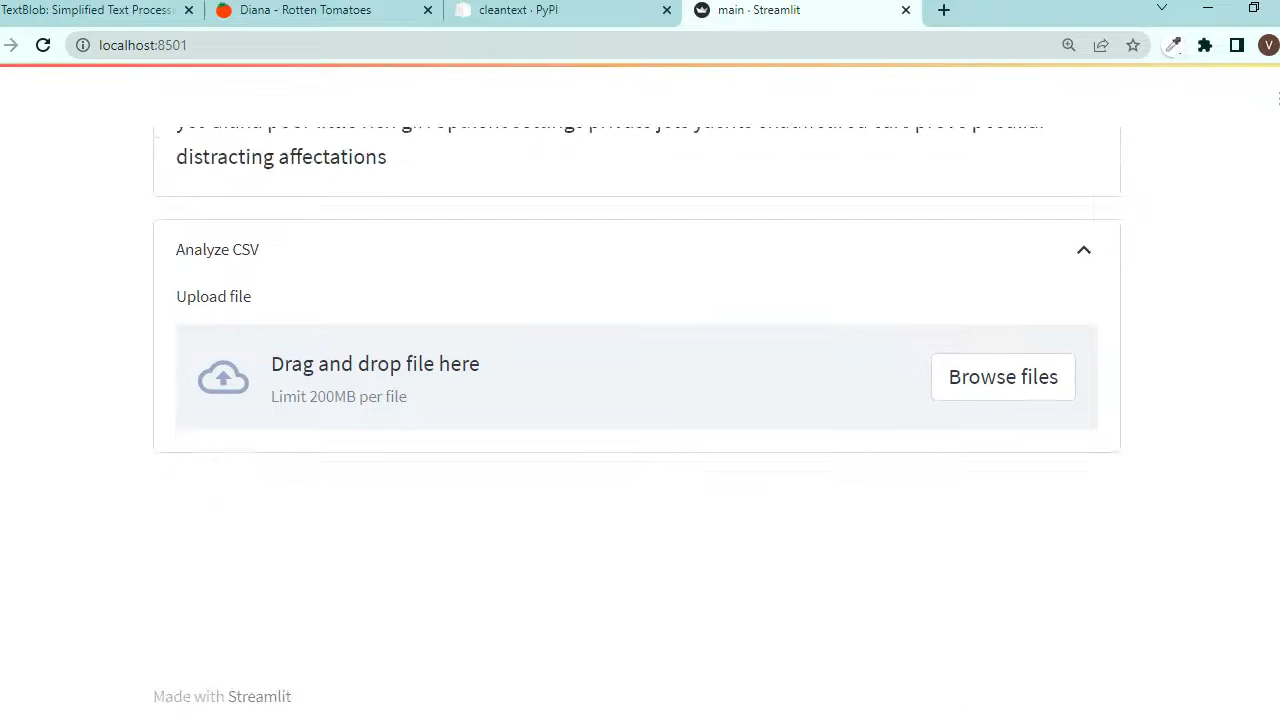 TextBlob: Simplified Text Process
Diana - Rotten Tomatoes
cleantext · PyPI
main · Streamlit
localhost:8501
V
distracting affectations
Analyze CSV
Upload file
Drag and drop file here
Limit 200MB per file
Browse files
Made with Streamlit